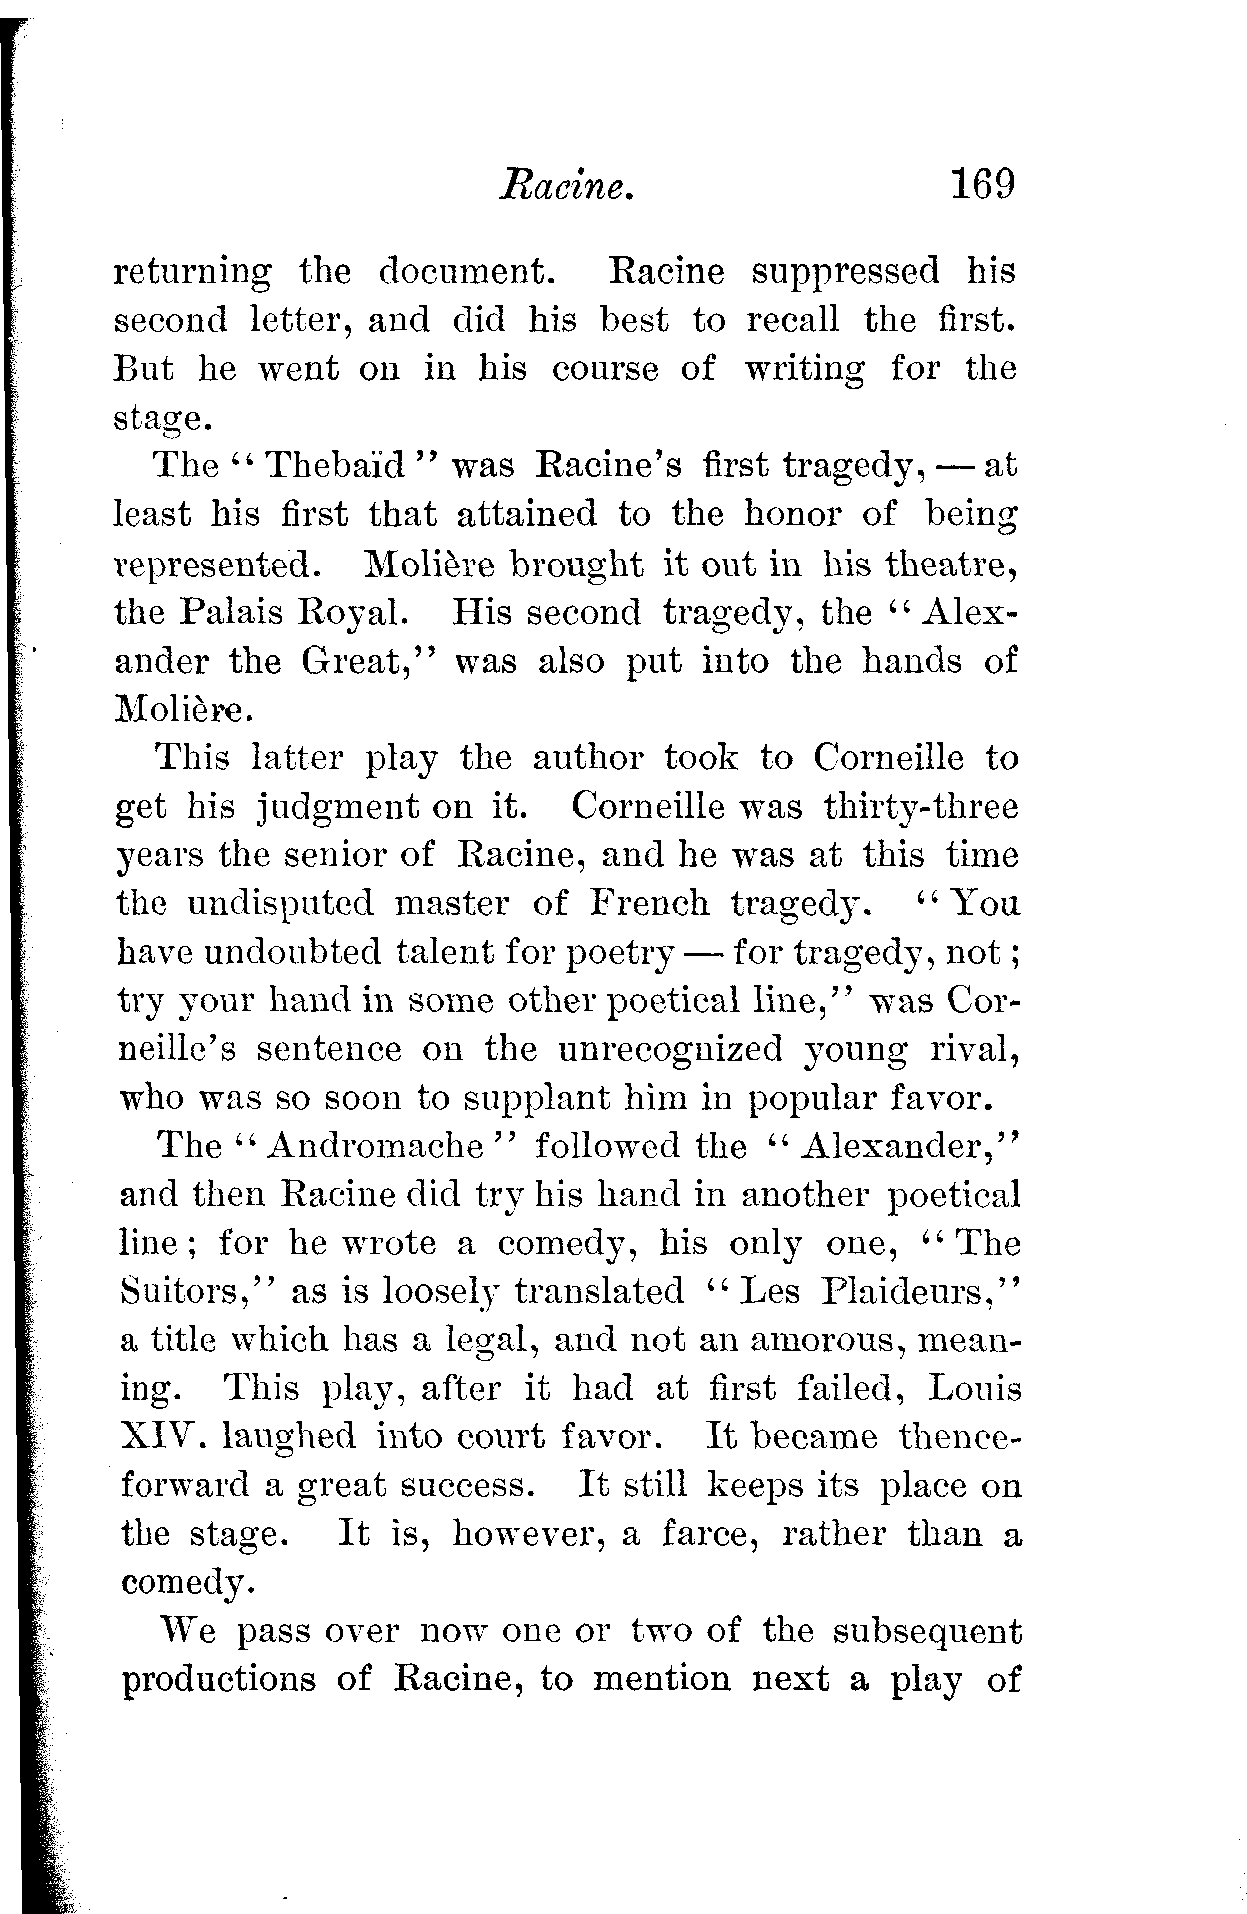 Racine. 169
returning the document. Racine suppressed his
second letter, and did his best to recall the first.
But he went on in his course of writing for the
stage.
The “ Thebaïd ” was Racine’s first tragedy, — at
least his first that attained to the honor of being
represented. Molière brought it out in his theatre,
the Palais Royal. His second tragedy, the “ Alex-
ander the Great,” was also put into the hands of
Molière.
This latter play the author took to Corneille to
get his judgment on it. Corneille was thirty-three
years the senior of Racine, and he was at this time
the undisputed master of French tragedy. “ You
have undoubted talent for poetry — for tragedy, not ;
try your hand in some other poetical line,” was Cor-
neille’s sentence on the unrecognized young rival,
who was so soon to supplant him in popular favor.
The “ Andromache ” followed the “ Alexander,”
and then Racine did try his hand in another poetical
line ; for he wrote a comedy, his only one, “ The
Suitors,” as is loosely translated “ Les Plaideurs,”
a title which has a legal, and not an amorous, mean-
ing. This play, after it had at first failed, Louis
XIV. laughed into court favor. It became thence-
forward a great success. It still keeps its place on
the stage. It is, however, a farce, rather than a
comedy.
We pass over now one or two of the subsequent
productions of Racine, to mention next a play of